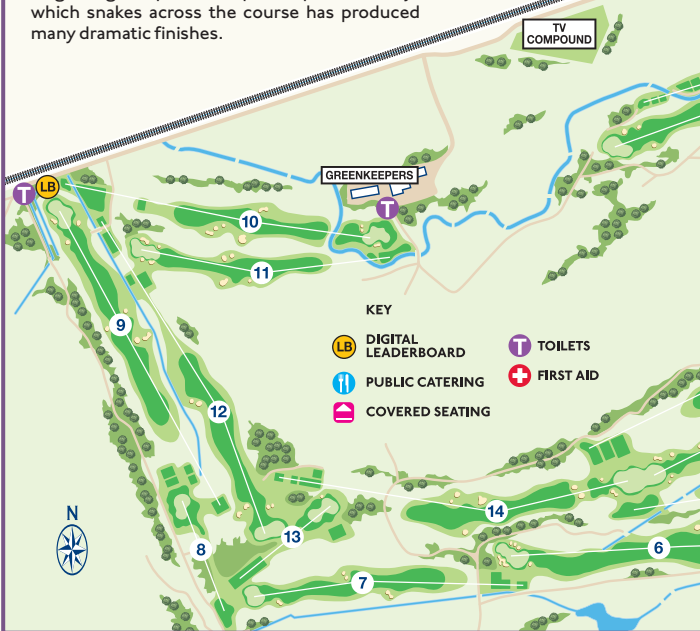 which snakes across the course has produced
many dramatic finishes.
TV
COMPOUND
GREENKEEPERS
T
LB
T
10
11
9
12
KEY
LB DIGITAL
LEADERBOARD
PUBLIC CATERING
COVERED SEATING
T TOILETS
FIRST AID
N
14
13
8
6
7